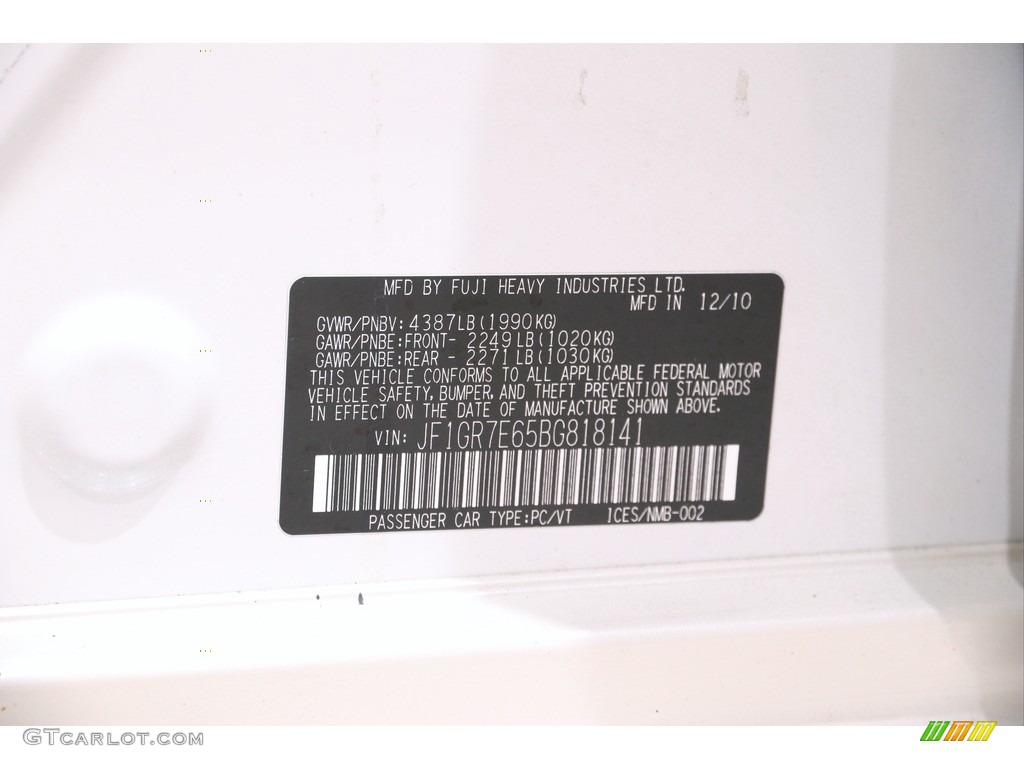 MFD BY FUJI HEAVY INDUSTRIES LTD.
MFD IN 12/10
GVWR/PNBV: 4387LB(1990KG)
GAWR/PNBE:FRONT- 2249LB(1020KG)
GAWR/PNBE:REAR - 2271LB(1030KG)
THIS VEHICLE CONFORMS TO ALL APPLICABLE FEDERAL MOTOR
VEHICLE SAFETY, BUMPER, AND THEFT PREVENTION STANDARDS
IN EFFECT ON THE DATE OF MANUFACTURE SHOWN ABOVE.
VIN: JF1GR7E65BG818141
PASSENGER CAR TYPE:PC/VT ICES/NMB-002
GTCARLOT.COM